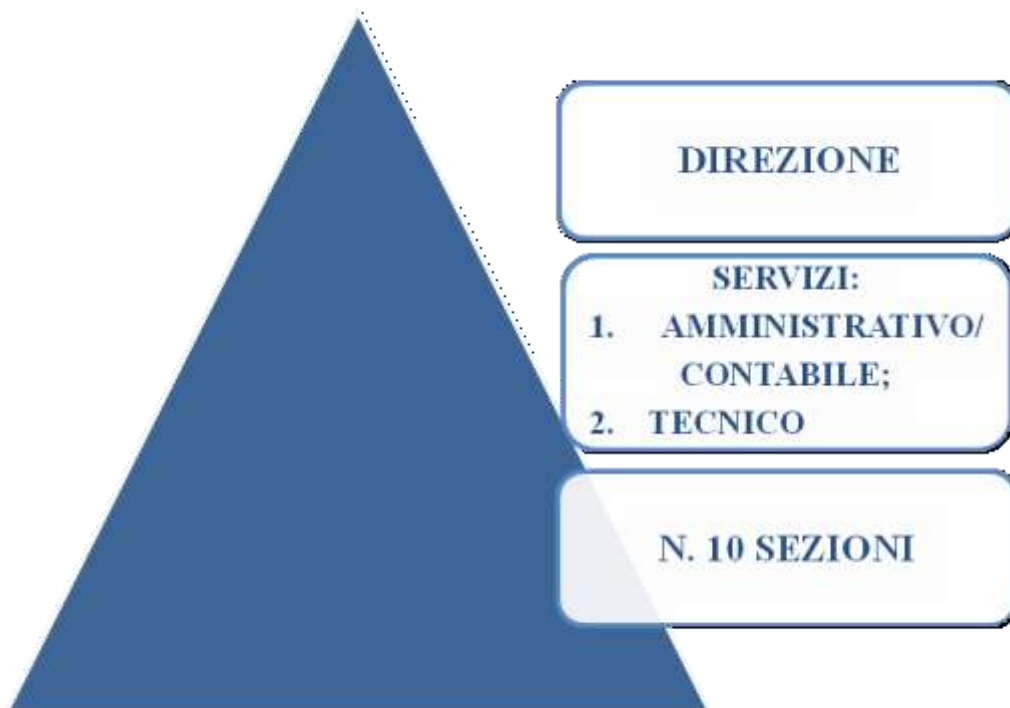 DIREZIONE
SERVIZI:
1. AMMINISTRATIVO/
CONTABILE;
2. TECNICO
N. 10 SEZIONI